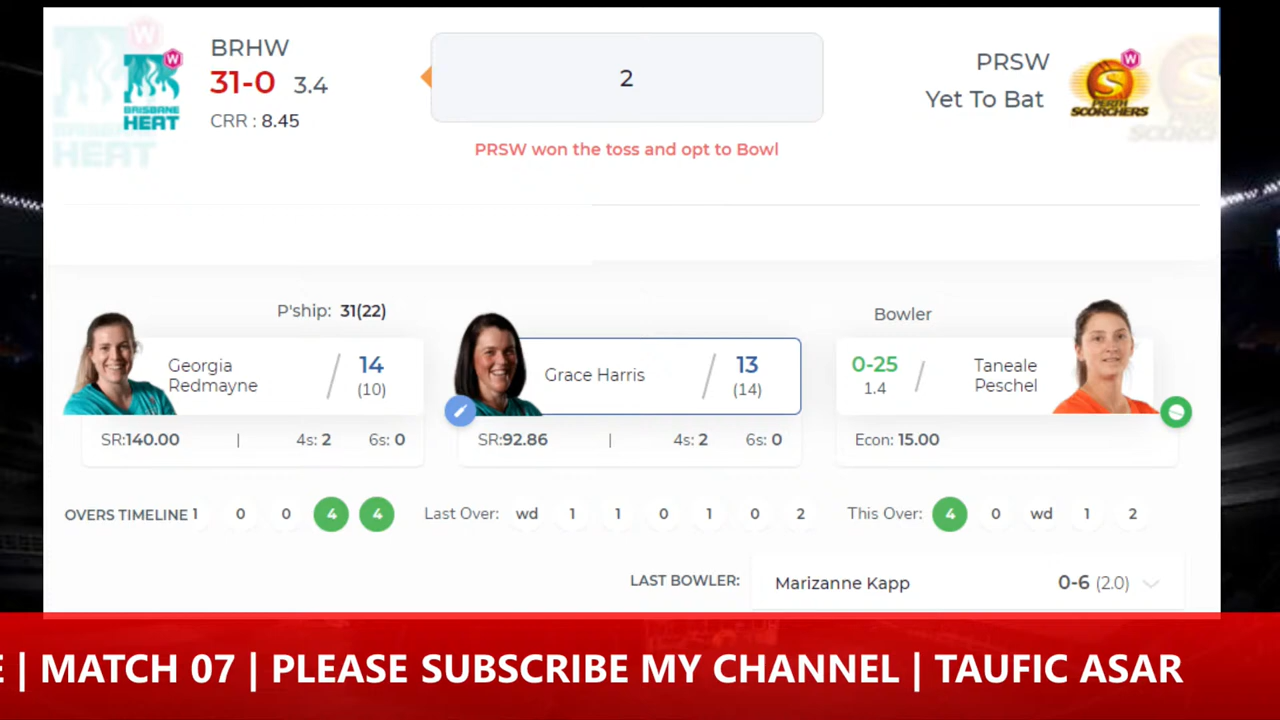 BRHW
31-0 3.4
CRR : 8.45
W
BRISBANE
HEAT
2
PRSW won the toss and opt to Bowl
PRSW
Yet To Bat
W
PERTH
SCORCHERS
P'ship: 31(22)
Georgia
Redmayne
14
(10)
SR:140.00 | 4s: 2 6s: 0
Grace Harris
13
(14)
SR:92.86 | 4s: 2 6s: 0
Bowler
0-25
1.4
Taneale
Peschel
Econ: 15.00
OVERS TIMELINE 1 0 0 4 4 Last Over: wd 1 1 0 1 0 2 This Over: 4 0 wd 1 2
LAST BOWLER: Marizanne Kapp 0-6 (2.0)
| MATCH 07 | PLEASE SUBSCRIBE MY CHANNEL | TAUFIC ASAR